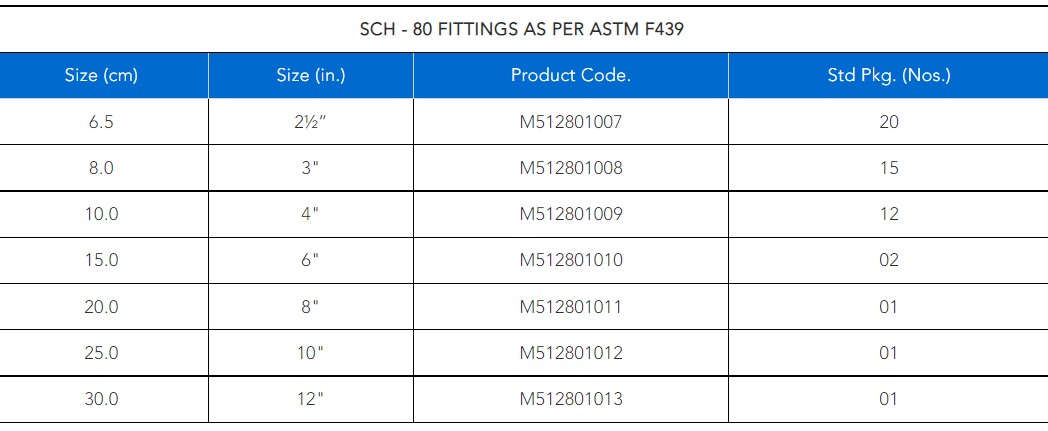 SCH - 80 FITTINGS AS PER ASTM F439
Size (cm) Size (in.) Product Code. Std Pkg. (Nos.)
6.5 2½” M512801007 20
8.0 3" M512801008 15
10.0 4" M512801009 12
15.0 6" M512801010 02
20.0 8" M512801011 01
25.0 10" M512801012 01
30.0 12" M512801013 01